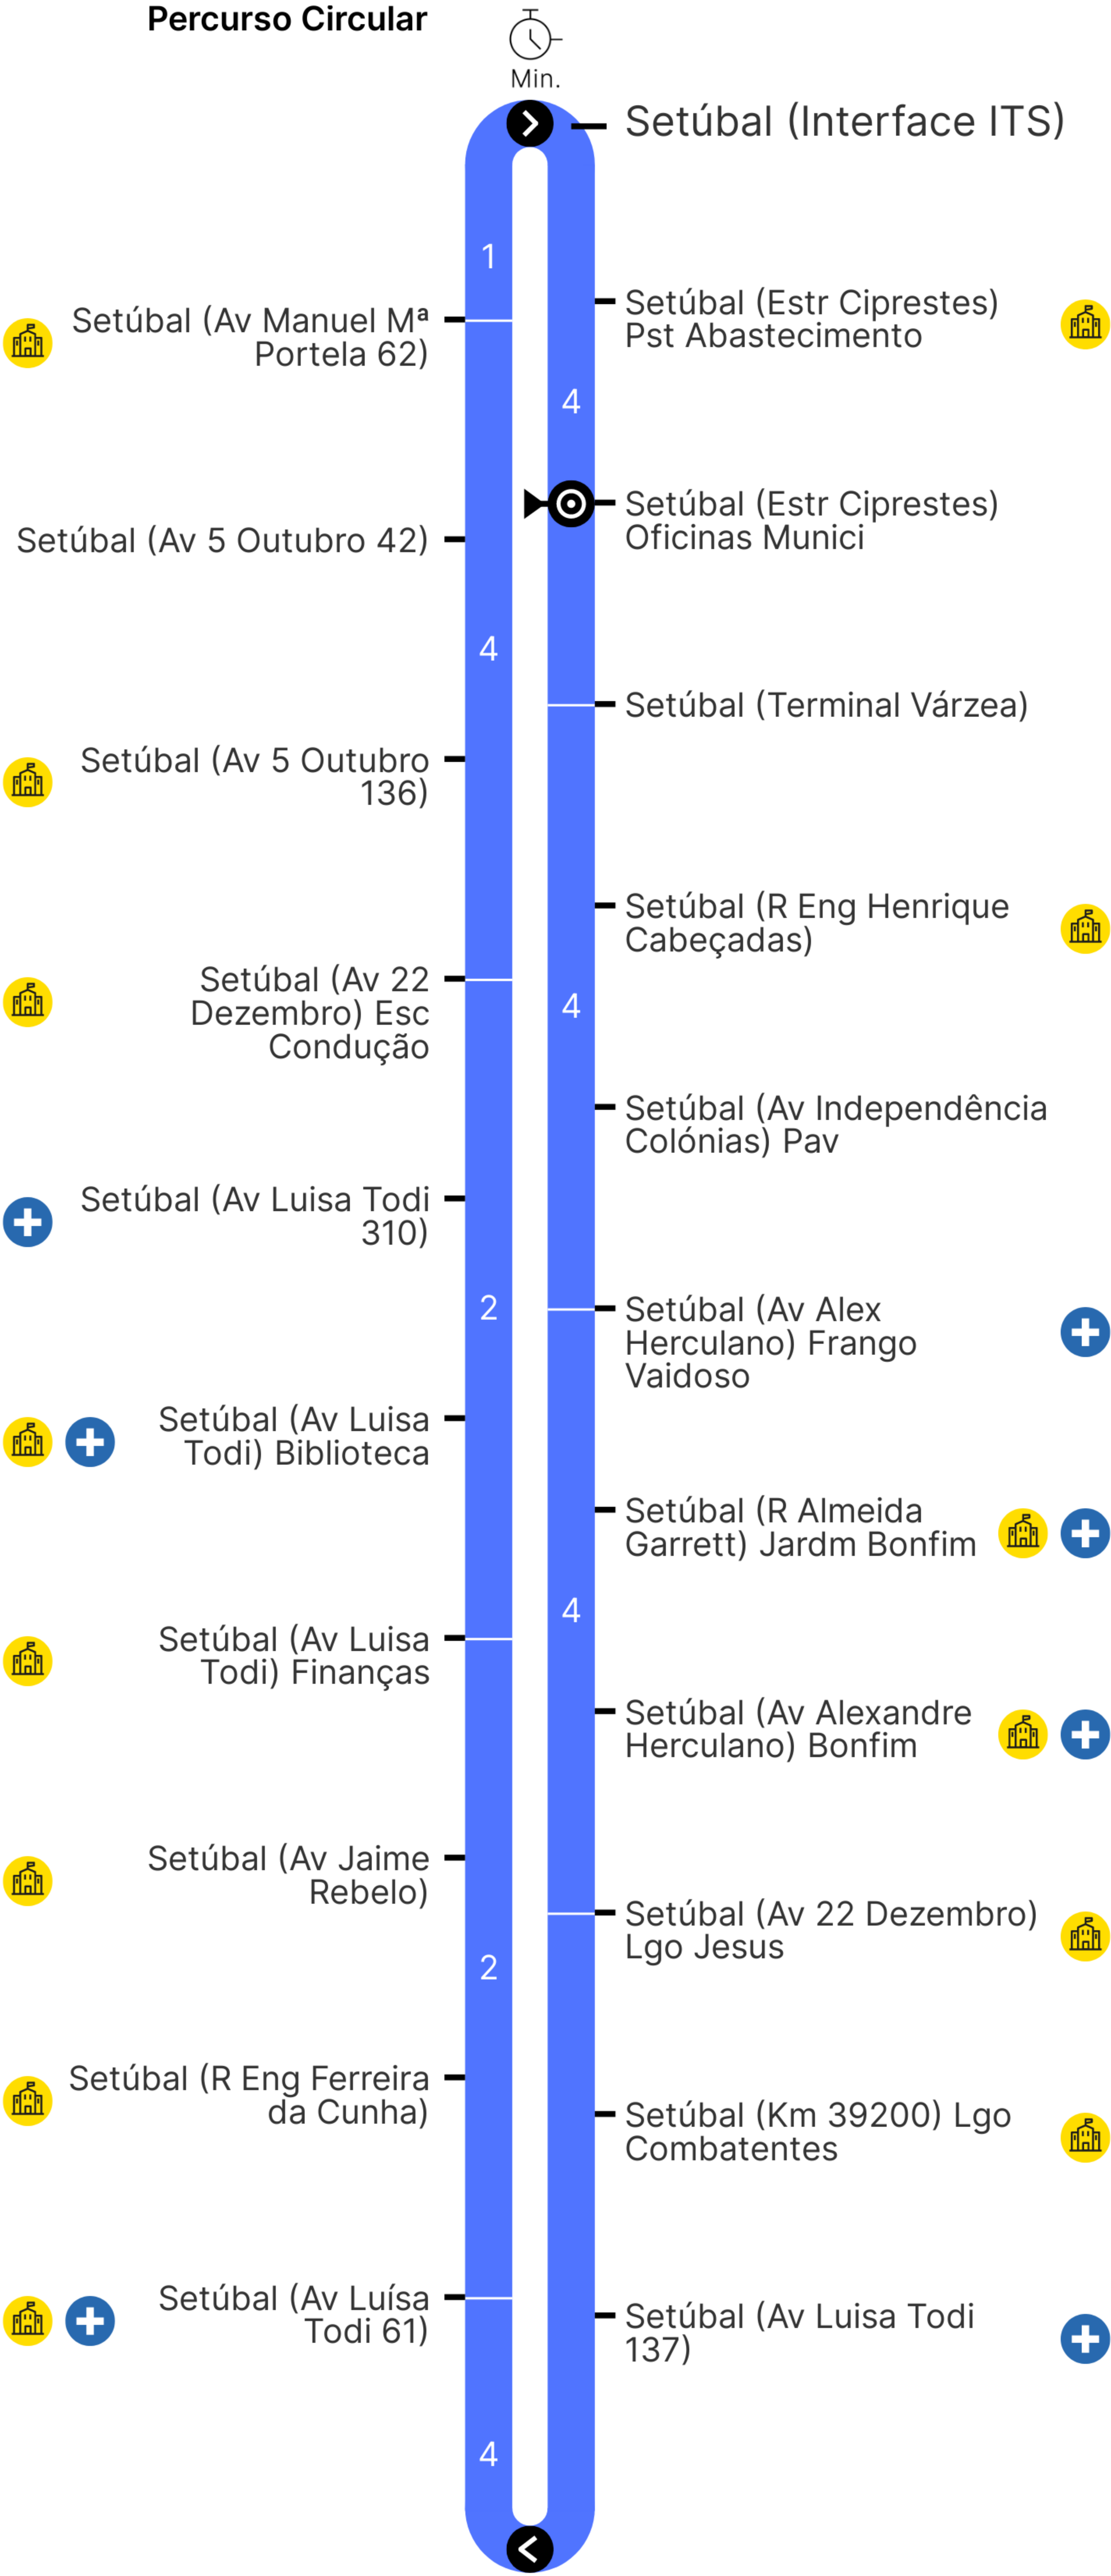 Percurso Circular
Min.
Setúbal (Interface ITS)
Setúbal (Estr Ciprestes)
Pst Abastecimento
4
Setúbal (Estr Ciprestes)
Oficinas Munici
Setúbal (Terminal Várzea)
Setúbal (R Eng Henrique
Cabeçadas)
4
Setúbal (Av Independência
Colónias) Pav
Setúbal (Av Alex
Herculano) Frango
Vaidoso
Setúbal (R Almeida
Garrett) Jardm Bonfim
4
Setúbal (Av Alexandre
Herculano) Bonfim
Setúbal (Av 22 Dezembro)
Lgo Jesus
Setúbal (Km 39200) Lgo
Combatentes
Setúbal (Av Luisa Todi
137)
4
Setúbal (Av Luísa
Todi 61)
Setúbal (R Eng Ferreira
da Cunha)
2
Setúbal (Av Jaime
Rebelo)
Setúbal (Av Luisa
Todi) Finanças
Setúbal (Av Luisa
Todi) Biblioteca
2
Setúbal (Av Luisa Todi
310)
Setúbal (Av 22
Dezembro) Esc
Condução
Setúbal (Av 5 Outubro
136)
4
Setúbal (Av 5 Outubro 42)
Setúbal (Av Manuel Mª
Portela 62)
1